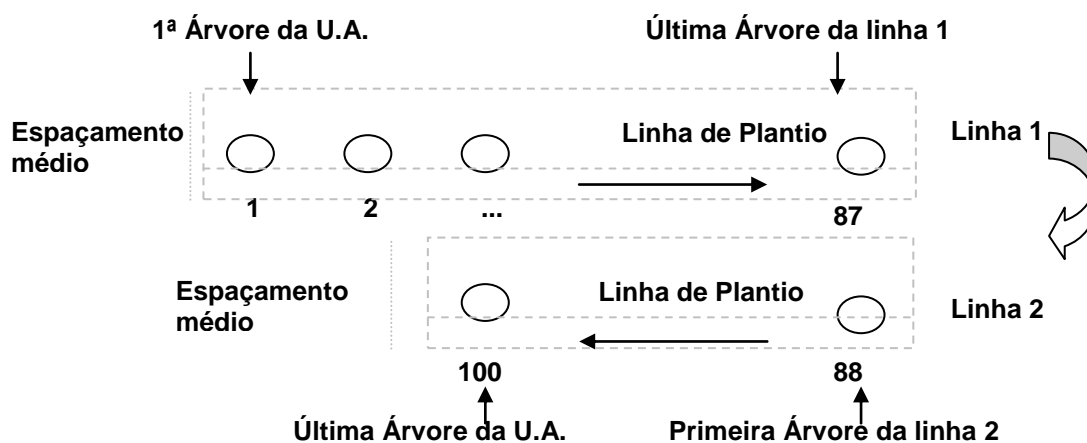 1ª Árvore da U.A.
Última Árvore da linha 1
Espaçamento
médio
Linha de Plantio
Linha 1
1
2
...
87
Espaçamento
médio
Linha de Plantio
Linha 2
100
88
Última Árvore da U.A.
Primeira Árvore da linha 2